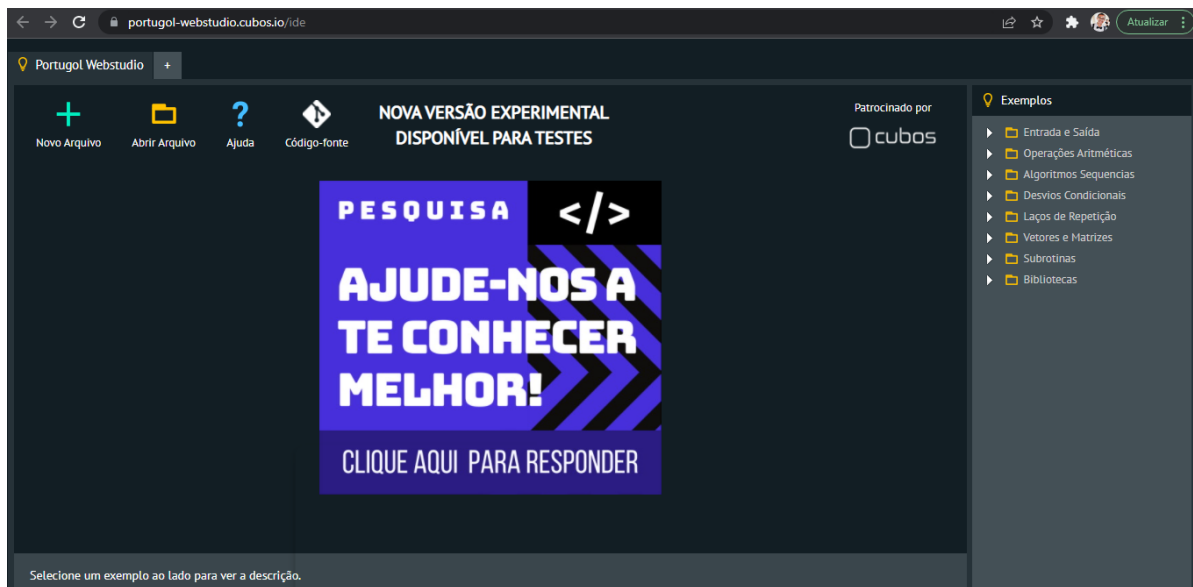 portugol-webstudio.cubos.io/ide
Atualizar
Portugol Webstudio
+
Novo Arquivo
Abrir Arquivo
?
Ajuda
Código-fonte
NOVA VERSÃO EXPERIMENTAL
DISPONÍVEL PARA TESTES
Patrocinado por
cubos
PESQUISA </>
AJUDE-NOS A
TE CONHECER
MELHOR!
CLIQUE AQUI PARA RESPONDER
Selecione um exemplo ao lado para ver a descrição.
Exemplos
Entrada e Saída
Operações Aritméticas
Algoritmos Sequencias
Desvios Condicionais
Laços de Repetição
Vetores e Matrizes
Subrotinas
Bibliotecas